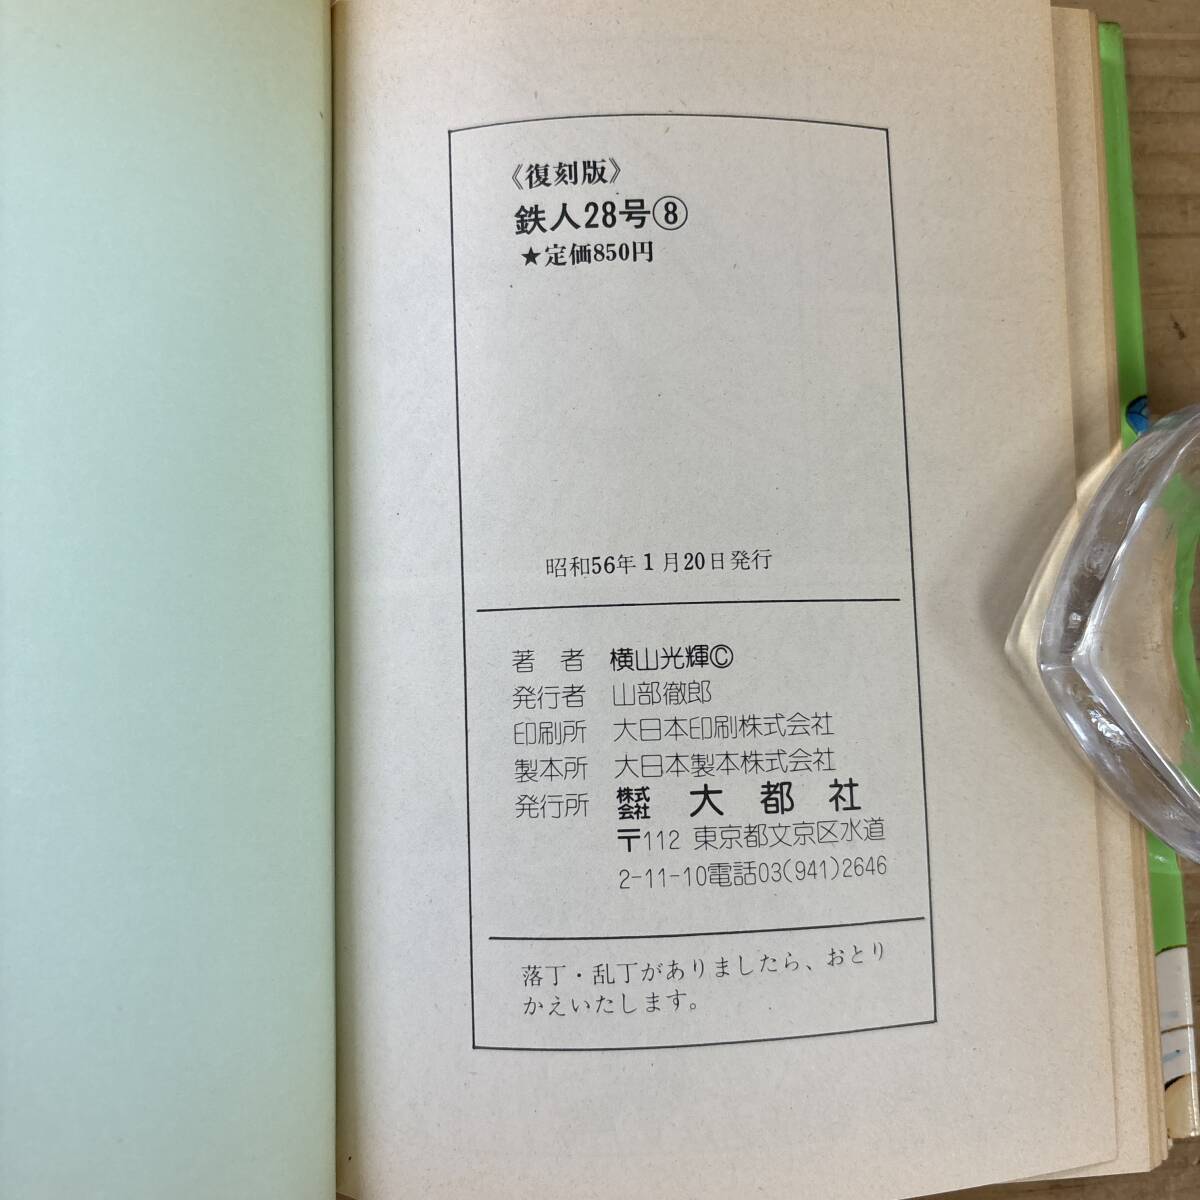 《復刻版》
鉄人28号⑧
★定価850円
昭和56年1月20日発行
著者 横山光輝©
発行者 山部徹郎
印刷所 大日本印刷株式会社
製本所 大日本製本株式会社
発行所 株式会社 大都社
〒112 東京都文京区水道
2-11-10電話03(941)2646
落丁・乱丁がありましたら、おとり
かえいたします。